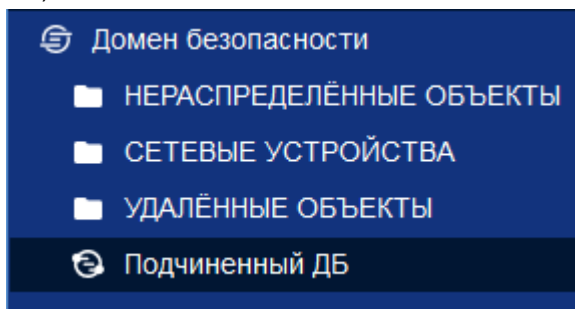 Домен безопасности
НЕРАСПРЕДЕЛЁННЫЕ ОБЪЕКТЫ
СЕТЕВЫЕ УСТРОЙСТВА
УДАЛЁННЫЕ ОБЪЕКТЫ
Подчиненный ДБ